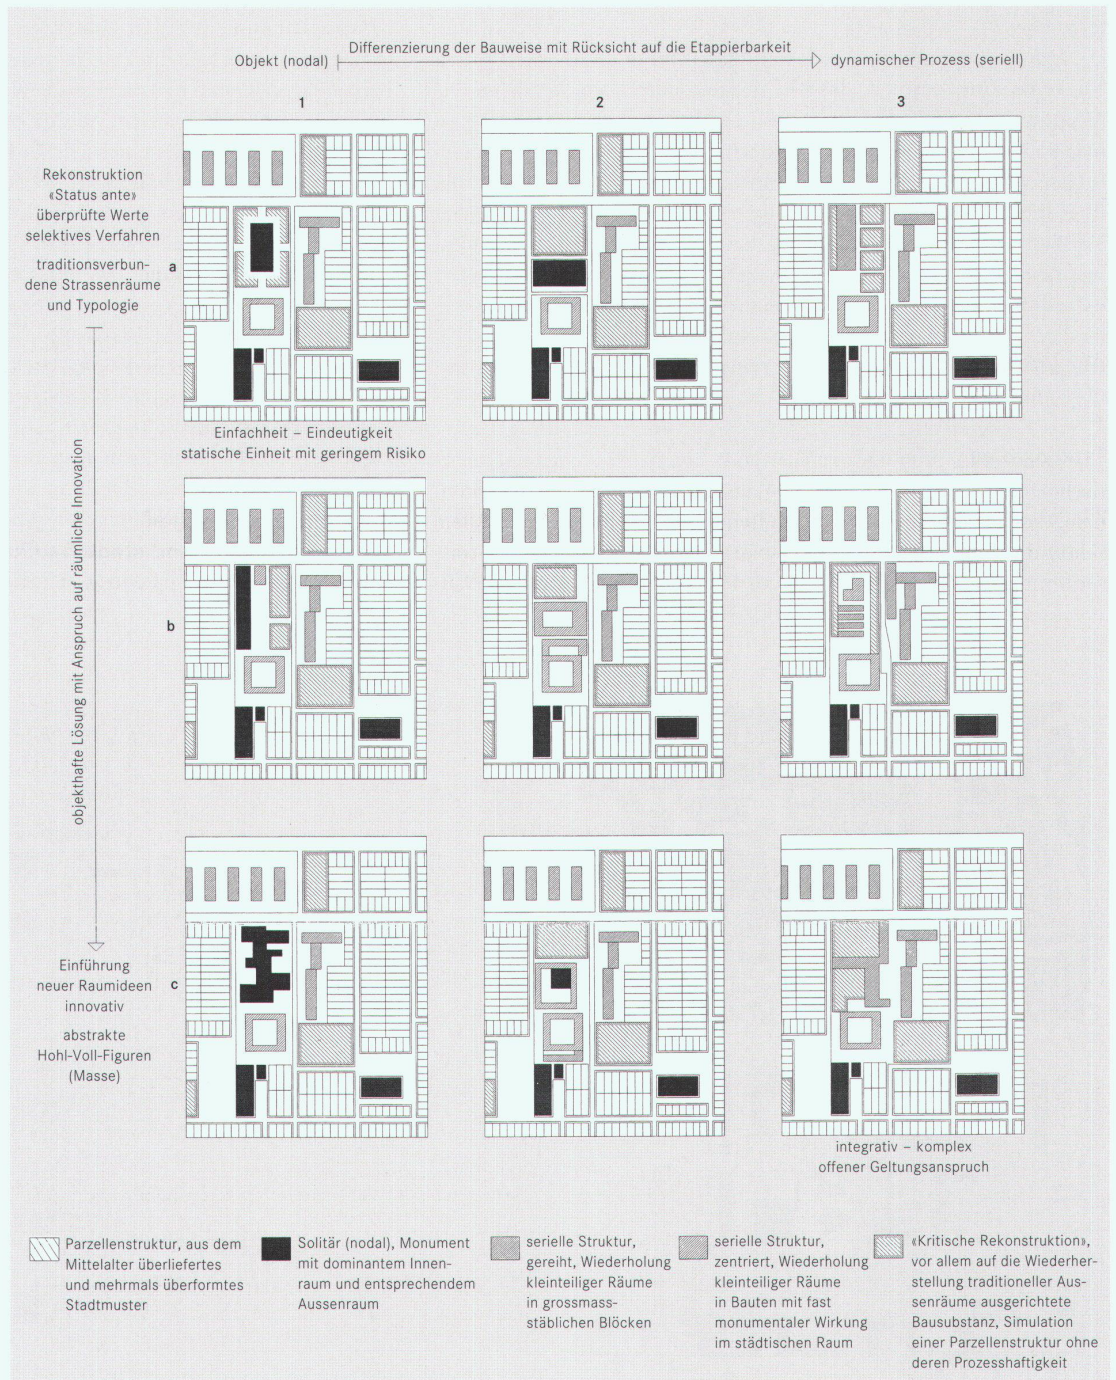 Differenzierung der Bauweise mit Rücksicht auf die Etappierbarkeit
Objekt (nodal)
dynamischer Prozess (seriell)
1
2
3
Rekonstruktion
«Status ante»
überprüfte Werte
selektives Verfahren
traditionsverbun-
dene Strassenräume
und Typologie
a
Einfachheit – Eindeutigkeit
statische Einheit mit geringem Risiko
objekthafte Lösung mit Anspruch auf räumliche Innovation
b
Einführung
neuer Raumideen
innovativ
abstrakte
Hohl-Voll-Figuren
(Masse)
c
integrativ – komplex
offener Geltungsanspruch
Parzellenstruktur, aus dem
Mittelalter überliefertes
und mehrmals überformtes
Stadtmuster
Solitär (nodal), Monument
mit dominantem Innen-
raum und entsprechendem
Aussenraum
serielle Struktur,
gereiht, Wiederholung
kleinteiliger Räume
in grossmass-
stäblichen Blöcken
serielle Struktur,
zentriert, Wiederholung
kleinteiliger Räume
in Bauten mit fast
monumentaler Wirkung
im städtischen Raum
«Kritische Rekonstruktion»,
vor allem auf die Wiederher-
stellung traditioneller Aus-
senräume ausgerichtete
Bausubstanz, Simulation
einer Parzellenstruktur ohne
deren Prozesshaftigkeit